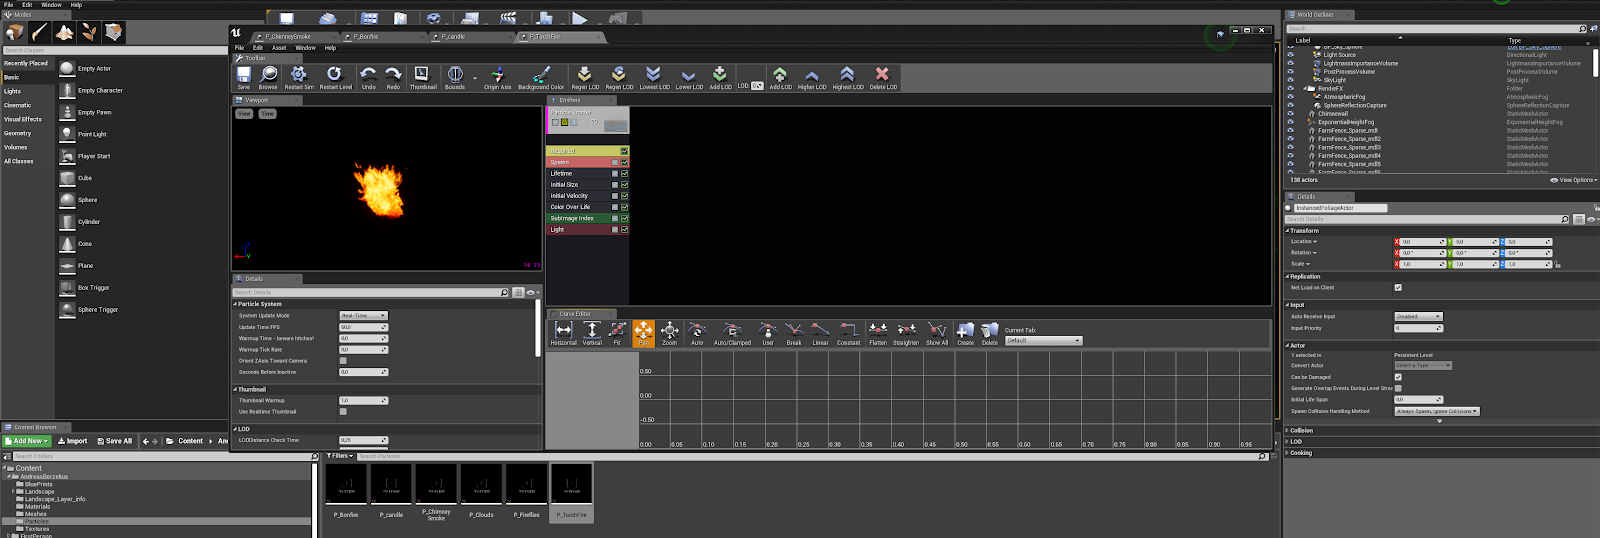 File Edit Window Help
Modes
Search Classes
Recently Placed
Basic
Lights
Cinematic
Visual Effects
Geometry
Volumes
All Classes
Empty Actor
Empty Character
Empty Pawn
Point Light
Player Start
Cube
Sphere
Cylinder
Cone
Plane
Box Trigger
Sphere Trigger
P_ChimneySmoke
P_Bonfire
P_candle
P_TorchFire
File Edit Asset Window Help
Toolbar
Save Browse Restart Sim Restart Level Undo Redo Thumbnail Bounds Origin Axis Background Color Regen LOD Regen LOD Lowest LOD Lower LOD Add LOD LOD: Add LOD Higher LOD Highest LOD Delete LOD
Viewport
View Time
Emitters
Particle Emitter
Required
Spawn
Lifetime
Initial Size
Initial Velocity
Color Over Life
SubImage Index
Light
Details
Search Details
Particle System
System Update Mode Real-Time
Update Time FPS 60,0
Warmup Time - beware hitches! 0,0
Warmup Tick Rate 0,0
Orient ZAxis Toward Camera
Seconds Before Inactive 0,0
Thumbnail
Thumbnail Warmup 1,0
Use Realtime Thumbnail
LOD
LODDistance Check Time 0,25
Curve Editor
Horizontal Vertical Fit Pan Zoom Auto Auto/Clamped User Break Linear Constant Flatten Straighten Show All Create Delete
Current Tab:
Default
0.50
0.00
-0.50
0.00 0.05 0.10 0.15 0.20 0.25 0.30 0.35 0.40 0.45 0.50 0.55 0.60 0.65 0.70 0.75 0.80 0.85 0.90 0.95
World Outliner
Search
Label Type
BP_Sky_Sphere Edit BP_Sky_Sphere
Light Source DirectionalLight
LightmassImportanceVolume LightmassImportanceVolume
PostProcessVolume PostProcessVolume
SkyLight SkyLight
RenderFX Folder
AtmosphericFog AtmosphericFog
SphereReflectionCapture SphereReflectionCapture
Chimnewall StaticMeshActor
ExponentialHeightFog ExponentialHeightFog
FarmFence_Sparse_mdl StaticMeshActor
FarmFence_Sparse_mdl2 StaticMeshActor
FarmFence_Sparse_mdl3 StaticMeshActor
FarmFence_Sparse_mdl4 StaticMeshActor
FarmFence_Sparse_mdl5 StaticMeshActor
FarmFence_Sparse_mdl6 StaticMeshActor
138 actors View Options
Details
InstancedFoliageActor
Search Details
Transform
Location X 0,0 Y 0,0 Z 0,0
Rotation X 0,0 ° Y 0,0 ° Z 0,0 °
Scale X 1,0 Y 1,0 Z 1,0
Replication
Net Load on Client
Input
Auto Receive Input Disabled
Input Priority 0
Actor
1 selected in Persistent Level
Convert Actor Select a Type
Can be Damaged
Generate Overlap Events During Level Strea
Initial Life Span 0,0
Spawn Collision Handling Method Always Spawn, Ignore Collisions
Collision
LOD
Cooking
Content Browser
Add New Import Save All Content An
Search Folders
Content
AndreasBerzelius
BluePrints
Landscape
Landscape_Layer_info
Materials
Meshes
Particles
Textures
FirstPerson
Filters Search Particles
P_Bonfire
P_candle
P_Chimney
Smoke
P_Clouds
P_Fireflies
P_TorchFire